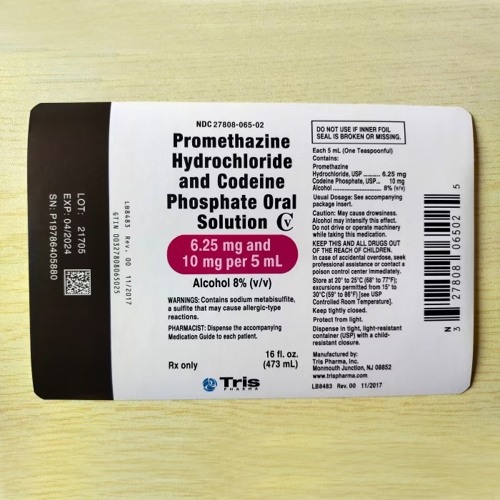 NDC 27808-065-02
Promethazine
Hydrochloride
and Codeine
Phosphate Oral
Solution CV
6.25 mg and
10 mg per 5 mL
Alcohol 8% (v/v)
WARNING: Contains sodium metabisulfite,
a sulfite that may cause allergic-type
reactions.
PHARMACIST: Dispense the accompanying
Medication Guide to each patient.
Rx only
16 fl. oz.
(473 mL)
Tris
PHARMA
DO NOT USE IF INNER FOIL
SEAL IS BROKEN OR MISSING.
Each 5 mL (One Teaspoonful)
Contains:
Promethazine
Hydrochloride, USP ......... 6.25 mg
Codeine Phosphate, USP... 10 mg
Alcohol ......................... 8% (v/v)
Usual Dosage: See accompanying
package insert.
Caution: May cause drowsiness.
Alcohol may intensify this effect.
Do not drive or operate machinery
while taking this medication.
KEEP THIS AND ALL DRUGS OUT
OF THE REACH OF CHILDREN.
In case of accidental overdose, seek
professional assistance or contact a
poison control center immediately.
Store at 20° to 25°C (68° to 77°F);
excursions permitted from 15° to
30°C (59° to 86°F) [see USP
Controlled Room Temperature].
Keep tightly closed.
Protect from light.
Dispense in tight, light-resistant
container (USP) with a child-
resistant closure.
Manufactured by:
Tris Pharma, Inc.
Monmouth Junction, NJ 08852
www.trispharma.com
LB8483 Rev. 00 11/2017
LB8483 Rev. 00 11/2017
GTIN 00327808065025
LOT: 21705
EXP: 04/2024
SN: P19786405880
N 3 27808 06502 5